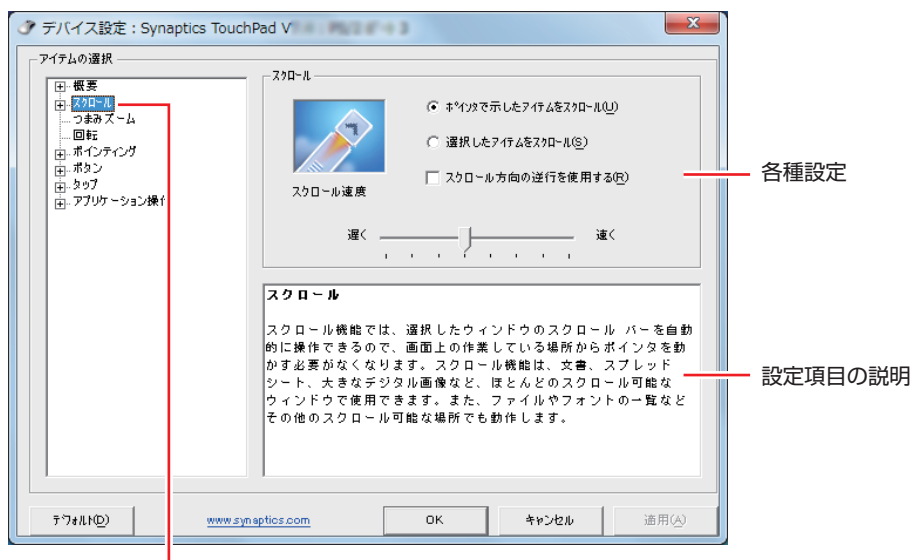 デバイス設定：Synaptics TouchPad V
アイテムの選択
概要
スクロール
つまみズーム
回転
ポインティング
ボタン
タップ
アプリケーション操
スクロール
スクロール速度
ポインタで示したアイテムをスクロール(U)
選択したアイテムをスクロール(S)
スクロール方向の逆行を使用する(R)
遅く
速く
スクロール
スクロール機能では、選択したウィンドウのスクロール バーを自動
的に操作できるので、画面上の作業している場所からポインタを動
かす必要がなくなります。スクロール機能は、文書、スプレッド
シート、大きなデジタル画像など、ほとんどのスクロール可能な
ウィンドウで使用できます。また、ファイルやフォントの一覧など
その他のスクロール可能な場所でも動作します。
デフォルト(D)
www.synaptics.com
OK
キャンセル
適用(A)
各種設定
設定項目の説明